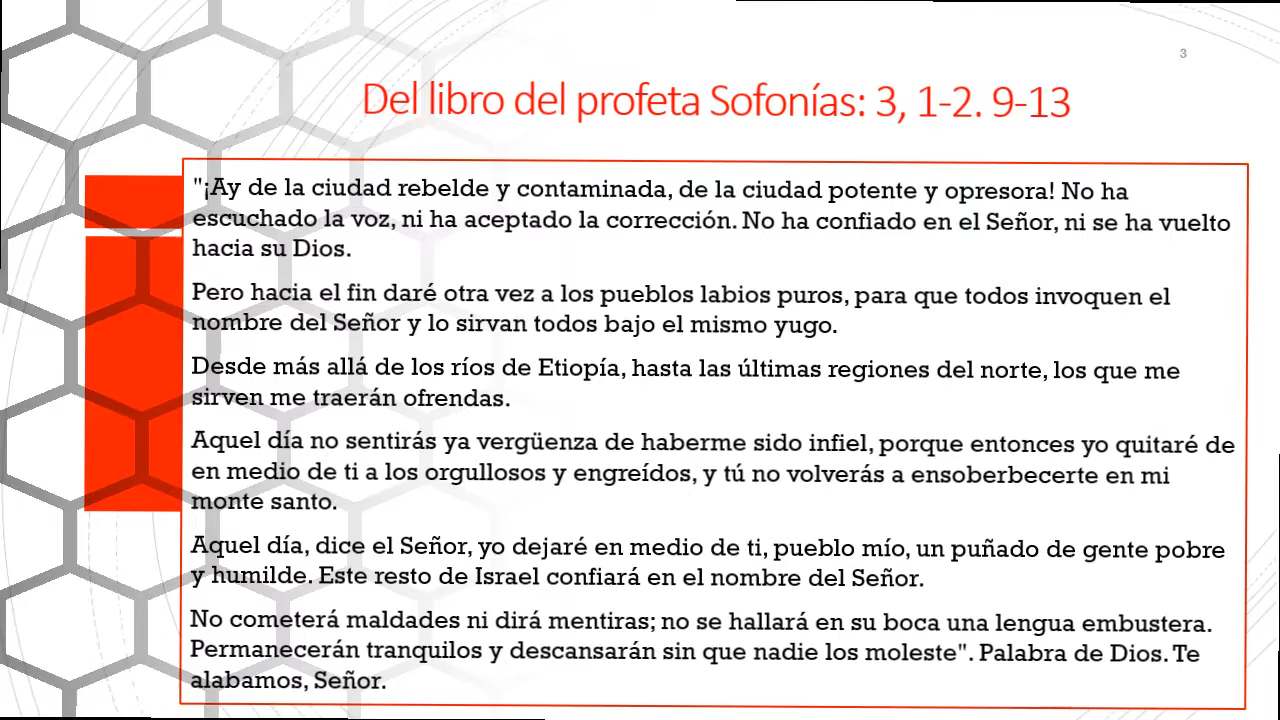 3
Del libro del profeta Sofonías: 3, 1-2. 9-13
"¡Ay de la ciudad rebelde y contaminada, de la ciudad potente y opresora! No ha
escuchado la voz, ni ha aceptado la corrección. No ha confiado en el Señor, ni se ha vuelto
hacia su Dios.
Pero hacia el fin daré otra vez a los pueblos labios puros, para que todos invoquen el
nombre del Señor y lo sirvan todos bajo el mismo yugo.
Desde más allá de los ríos de Etiopía, hasta las últimas regiones del norte, los que me
sirven me traerán ofrendas.
Aquel día no sentirás ya vergüenza de haberme sido infiel, porque entonces yo quitaré de
en medio de ti a los orgullosos y engreídos, y tú no volverás a ensoberbecerte en mi
monte santo.
Aquel día, dice el Señor, yo dejaré en medio de ti, pueblo mío, un puñado de gente pobre
y humilde. Este resto de Israel confiará en el nombre del Señor.
No cometerá maldades ni dirá mentiras; no se hallará en su boca una lengua embustera.
Permanecerán tranquilos y descansarán sin que nadie los moleste". Palabra de Dios. Te
alabamos, Señor.